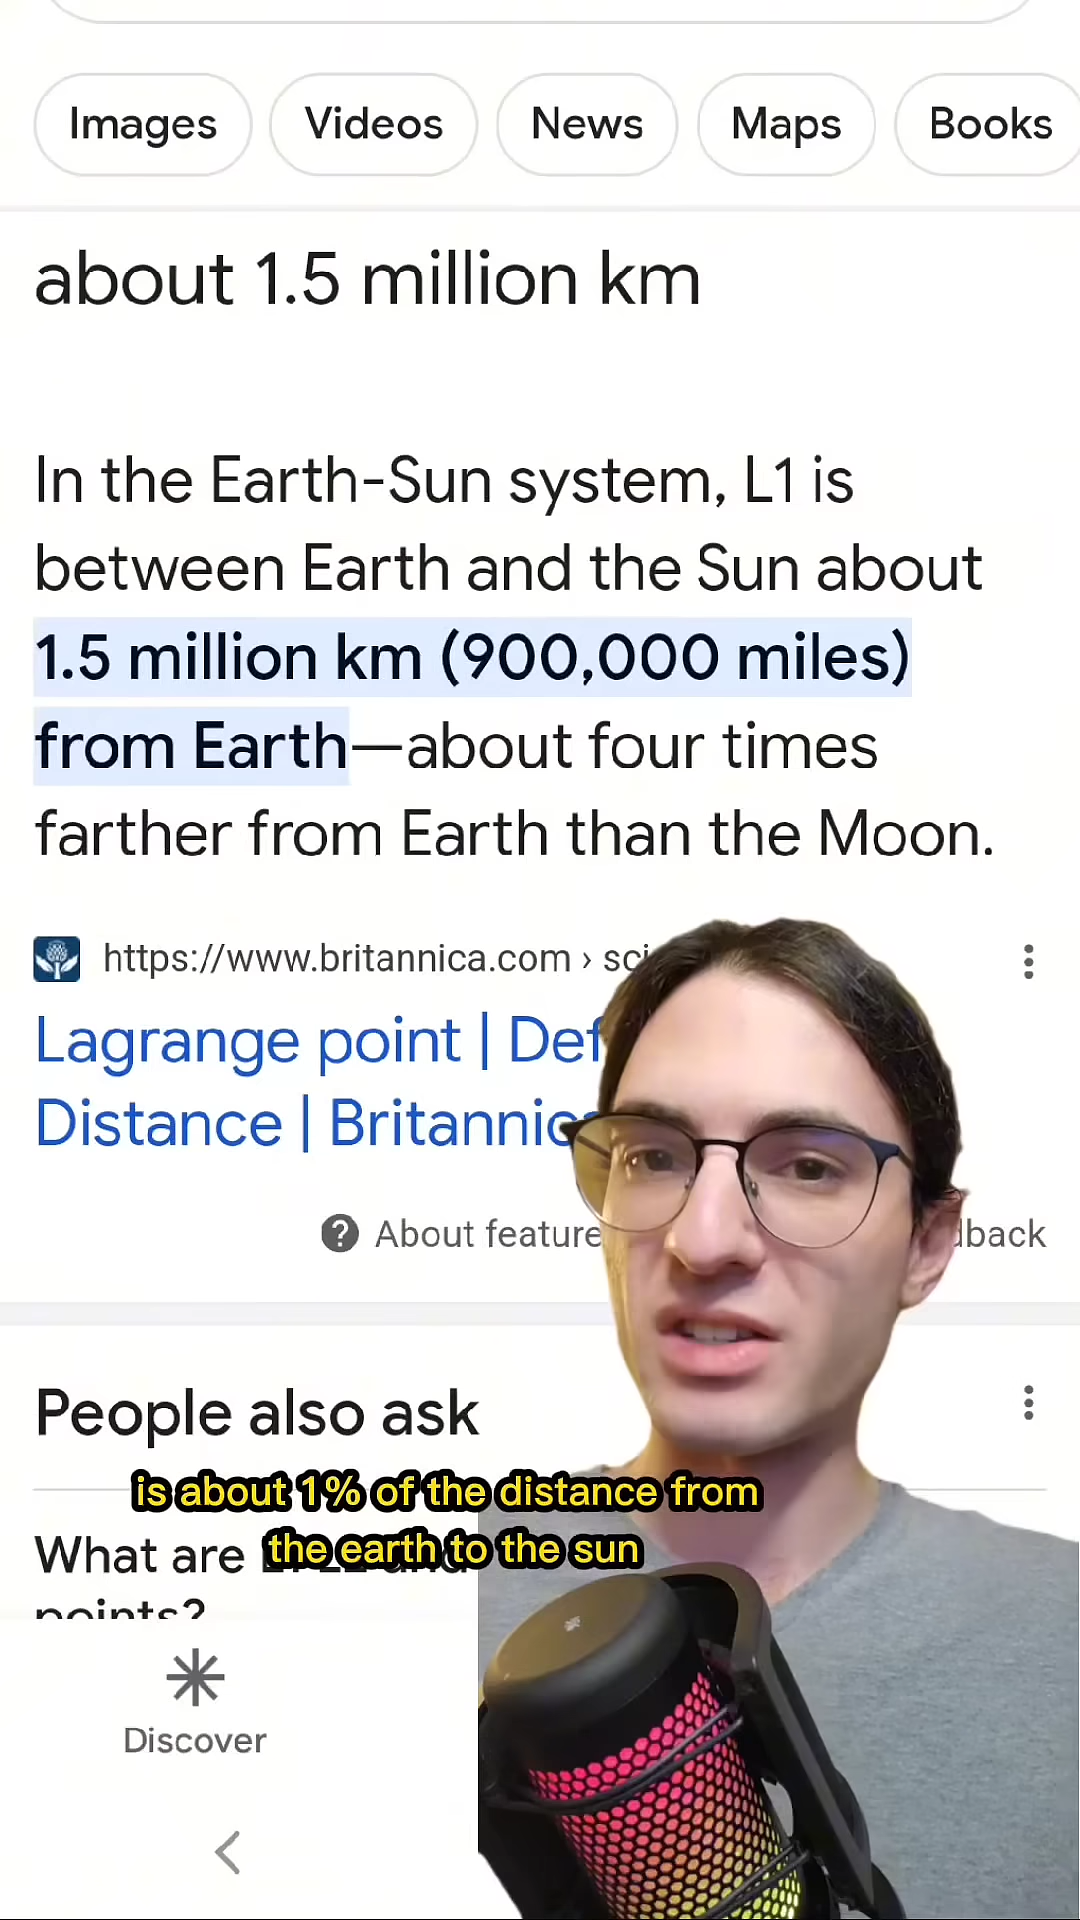 Images Videos News Maps Books
about 1.5 million km
In the Earth-Sun system, L1 is
between Earth and the Sun about
1.5 million km (900,000 miles)
from Earth—about four times
farther from Earth than the Moon.
https://www.britannica.com › sci
Lagrange point | Def
Distance | Britannic
About feature dback
People also ask
is about 1% of the distance from
the earth to the sun
What are
points?
Discover